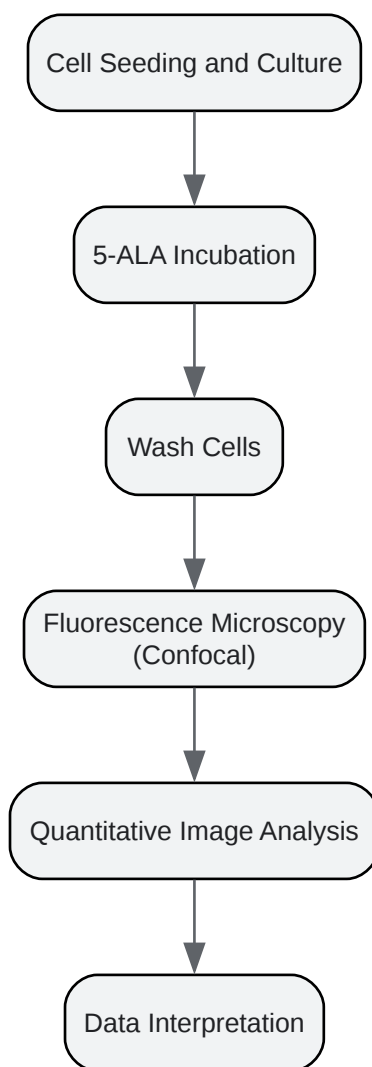 Cell Seeding and Culture
5-ALA Incubation
Wash Cells
Fluorescence Microscopy
(Confocal)
Quantitative Image Analysis
Data Interpretation